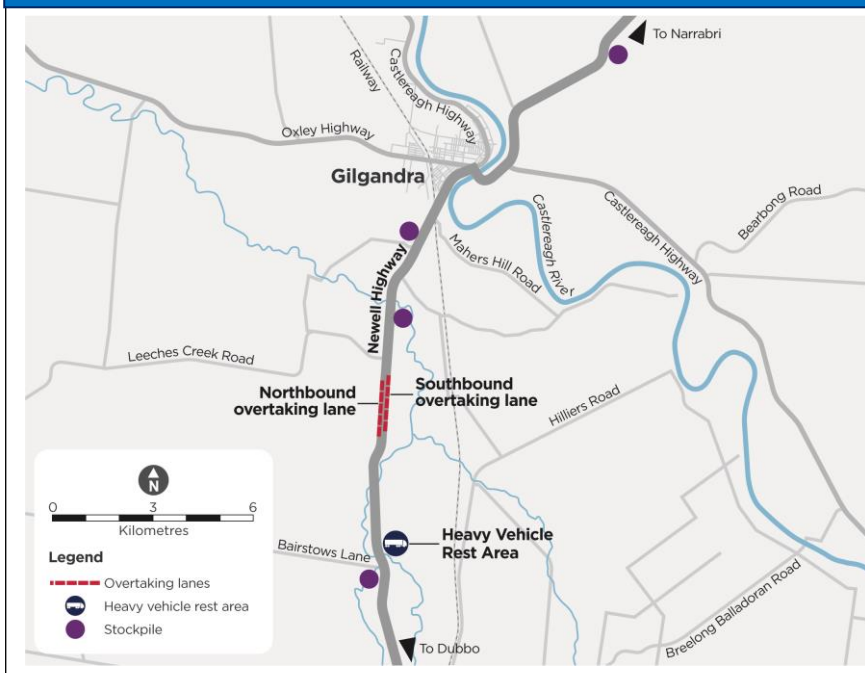 To Narrabri
Railway
Castlereagh Highway
Oxley Highway
Gilgandra
Castlereagh River
Castlereagh Highway
Bearbong Road
Mahers Hill Road
Newell Highway
Leeches Creek Road
Northbound
overtaking lane
Southbound
overtaking lane
Hilliers Road
N
0 3 6
Kilometres
Legend
Overtaking lanes
Heavy vehicle rest area
Stockpile
Bairstows Lane
Heavy Vehicle
Rest Area
Breelong Balladoran Road
To Dubbo